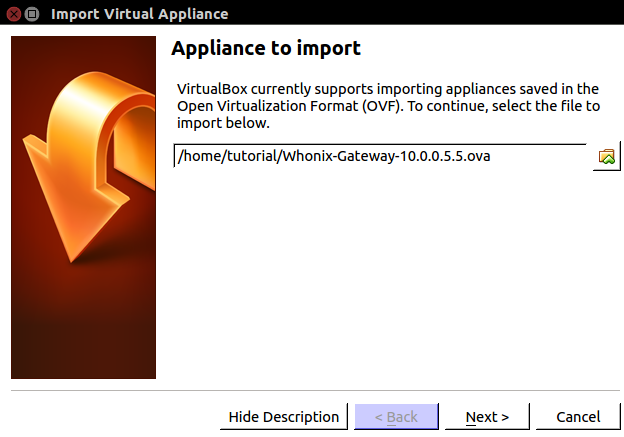 Import Virtual Appliance
Appliance to import
VirtualBox currently supports importing appliances saved in the
Open Virtualization Format (OVF). To continue, select the file to
import below.
/home/tutorial/Whonix-Gateway-10.0.0.5.5.ova
Hide Description
< Back
Next >
Cancel